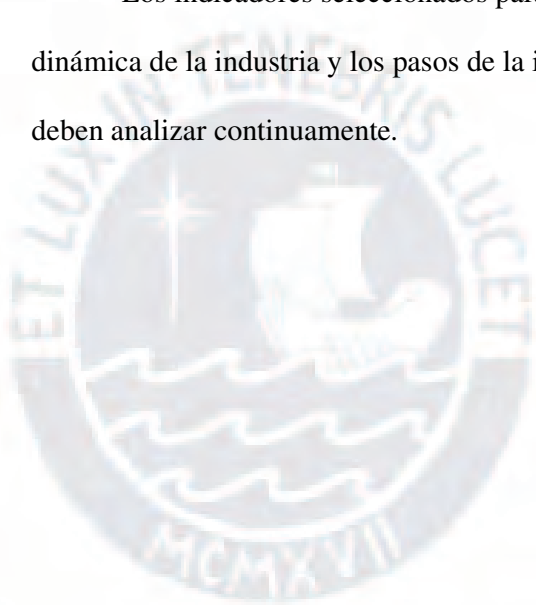 Los indicadores seleccionados para
dinámica de la industria y los pasos de la i
deben analizar continuamente.
ET LUX IN TENEBRIS LUCET
MCMXVII